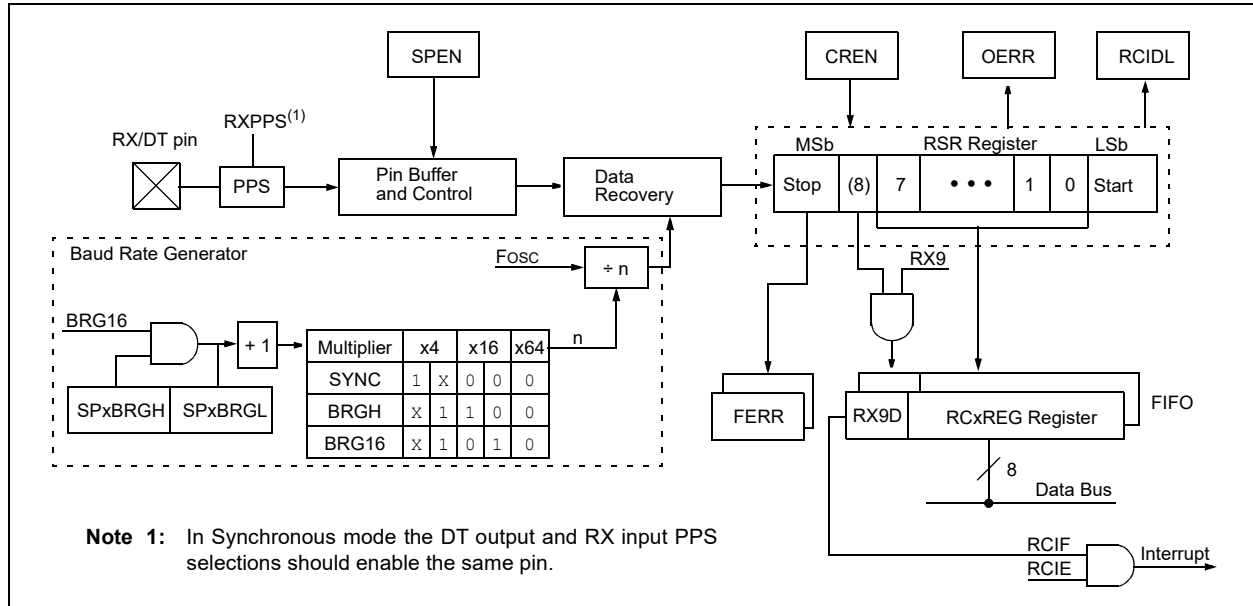 SPEN
CREN
OERR
RCIDL
RXPPS(1)
RX/DT pin
PPS
Pin Buffer
and Control
Data
Recovery
MSb
RSR Register
LSb
Stop
(8)
7
• • •
1
0
Start
Baud Rate Generator
FOSC
÷ n
RX9
BRG16
+ 1
n
Multiplier x4 x16 x64
SYNC 1 X 0 0 0
BRGH X 1 1 0 0
BRG16 X 1 0 1 0
SPxBRGH
SPxBRGL
FERR
RX9D
RCxREG Register
FIFO
8
Data Bus
Note 1: In Synchronous mode the DT output and RX input PPS
selections should enable the same pin.
RCIF
RCIE
Interrupt